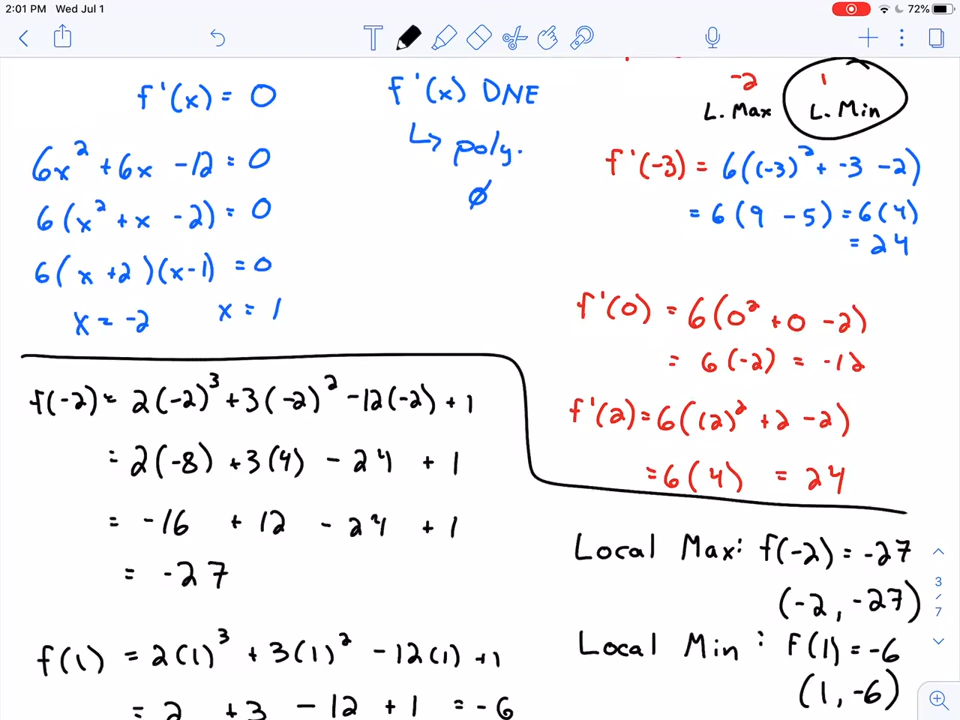 2:01 PM Wed Jul 1
72%
f'(x) = 0
6x² + 6x - 12 = 0
6(x² + x - 2) = 0
6(x + 2)(x - 1) = 0
x = -2 x = 1
f'(x) DNE
↳ poly.
∅
-2 1
L. Max L. Min
f'(-3) = 6((-3)² + -3 - 2)
= 6(9 - 5) = 6(4)
= 24
f'(0) = 6(0² + 0 - 2)
= 6(-2) = -12
f'(2) = 6((2)² + 2 - 2)
= 6(4) = 24
f(-2) = 2(-2)³ + 3(-2)² - 12(-2) + 1
= 2(-8) + 3(4) - 24 + 1
= -16 + 12 - 24 + 1
= -27
f(1) = 2(1)³ + 3(1)² - 12(1) + 1
= 2 + 3 - 12 + 1 = -6
Local Max: f(-2) = -27
(-2, -27)
Local Min : f(1) = -6
(1, -6)
3
/
7